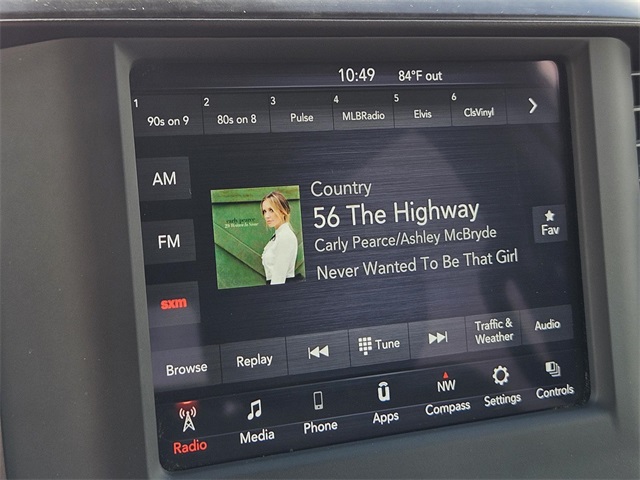 10:49 84°F out
1 90s on 9 2 80s on 8 3 Pulse 4 MLBRadio 5 Elvis 6 ClsVinyl
AM
FM
sxm
carly pearce
Country
56 The Highway
Carly Pearce/Ashley McBryde
Never Wanted To Be That Girl
Fav
Browse Replay Tune Traffic & Weather Audio
Radio Media Phone Apps NW Compass Settings Controls